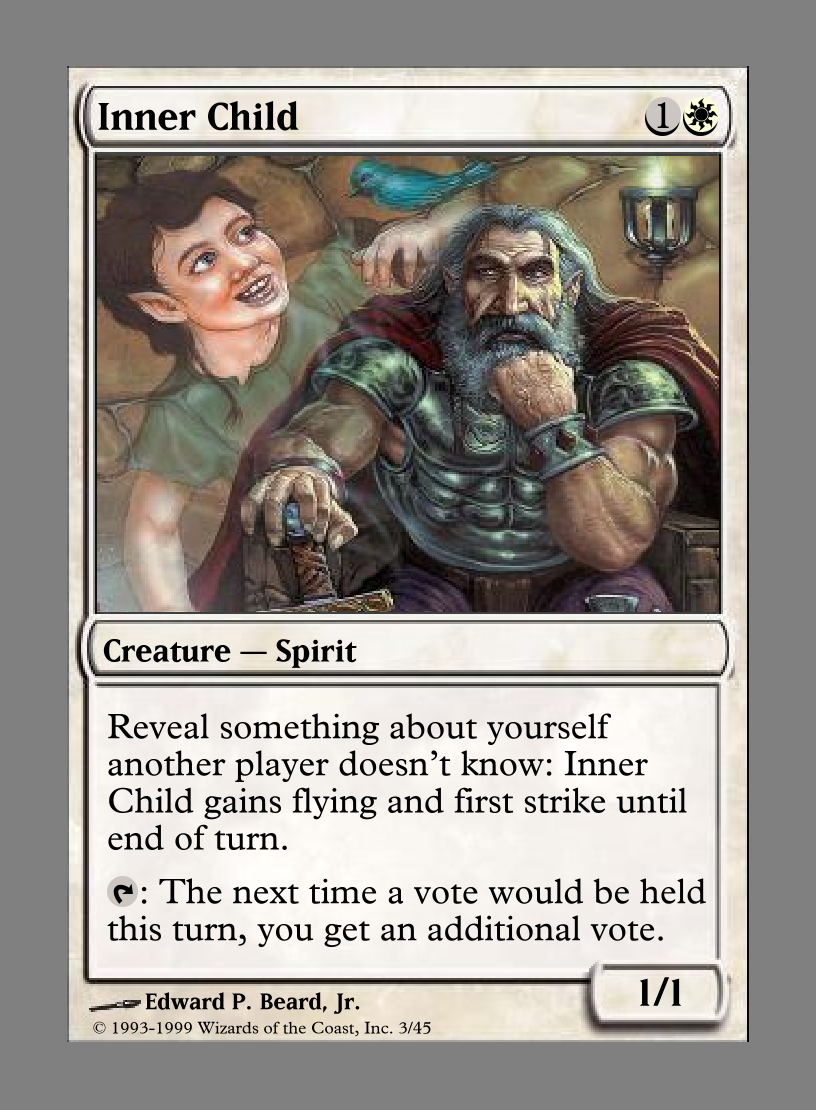 Inner Child 1
Creature — Spirit
Reveal something about yourself
another player doesn't know: Inner
Child gains flying and first strike until
end of turn.
: The next time a vote would be held
this turn, you get an additional vote.
1/1
Edward P. Beard, Jr.
© 1993-1999 Wizards of the Coast, Inc. 3/45